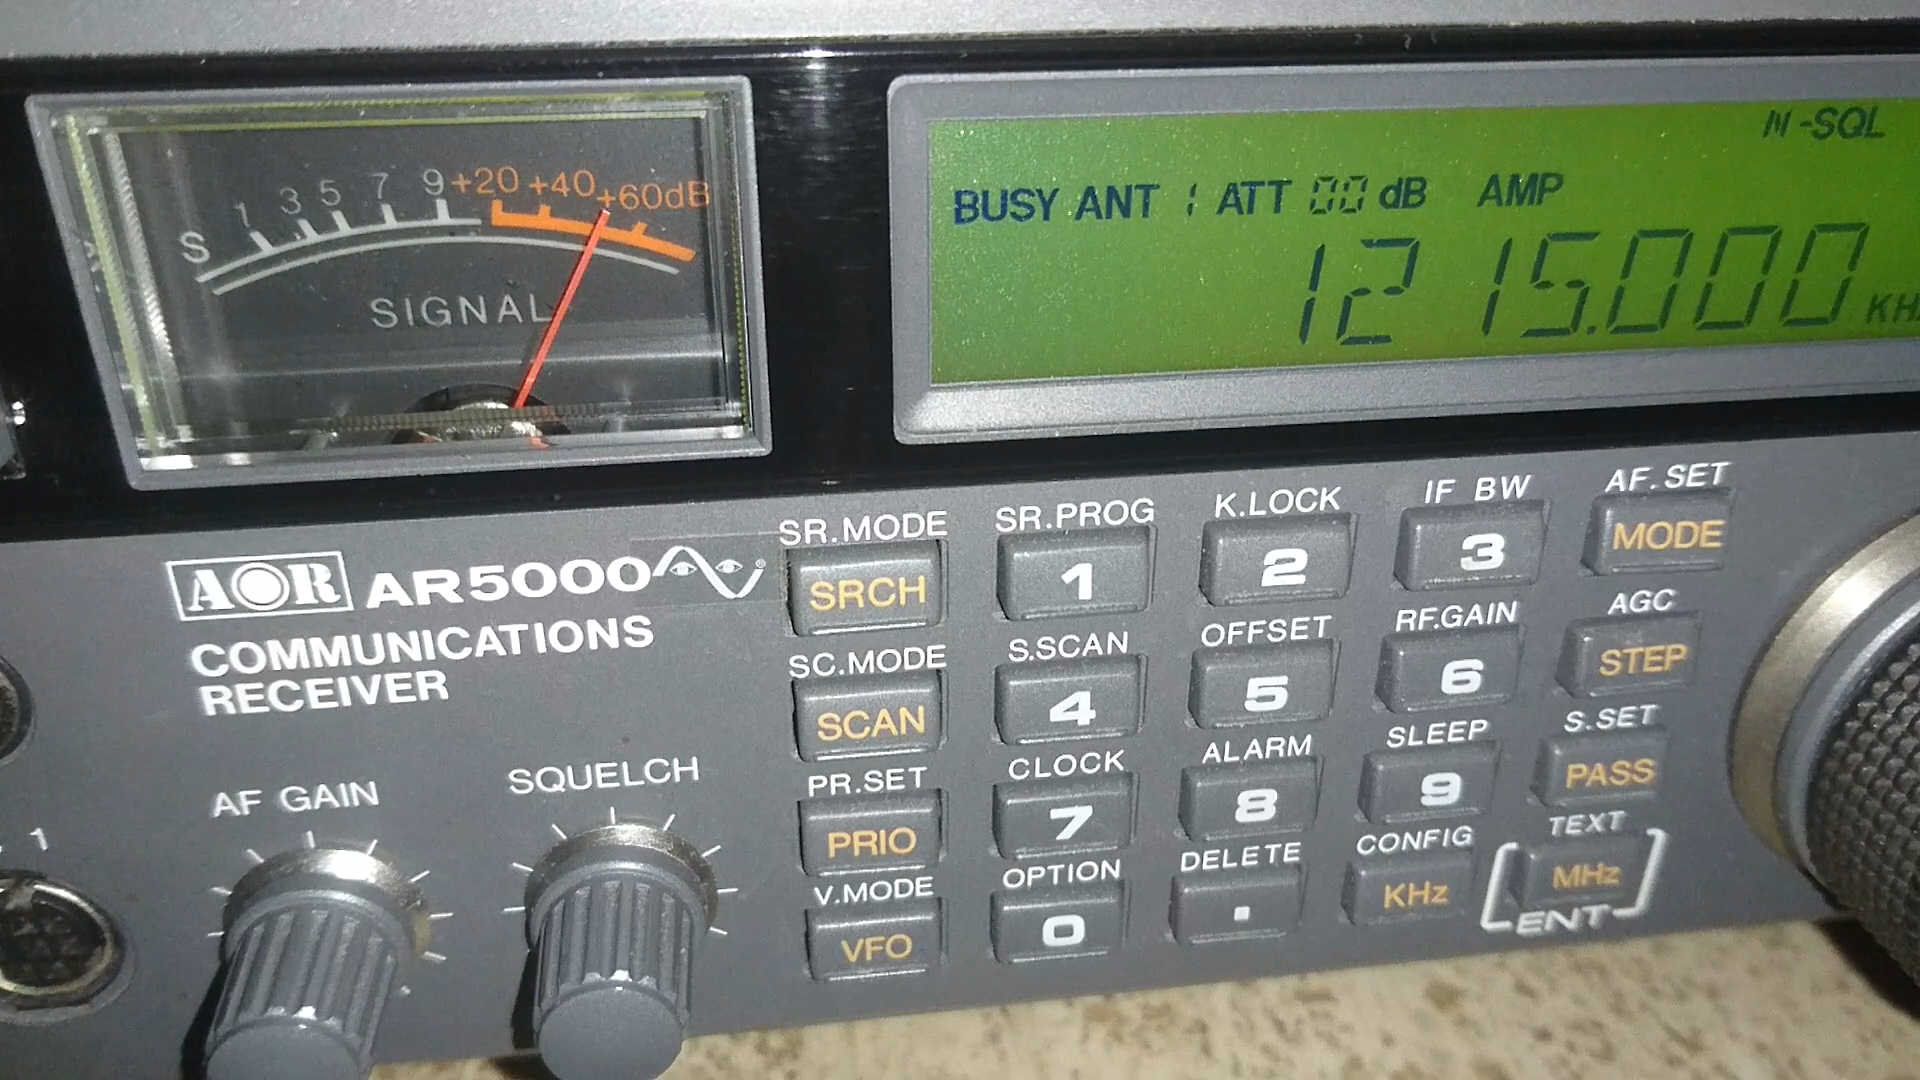 S 1 3 5 7 9 +20 +40 +60dB
SIGNAL
N-SQL
BUSY ANT 1 ATT 00 dB AMP
1215.000
AOR AR5000
COMMUNICATIONS
RECEIVER
AF GAIN
SQUELCH
1
SR.MODE SR.PROG K.LOCK IF BW AF.SET
SRCH 1 2 3 MODE
SC.MODE S.SCAN OFFSET RF.GAIN AGC
SCAN 4 5 6 STEP
PR.SET CLOCK ALARM SLEEP S.SET
PRIO 7 8 9 PASS
V.MODE OPTION DELETE CONFIG TEXT
VFO 0 . KHz MHz
ENT